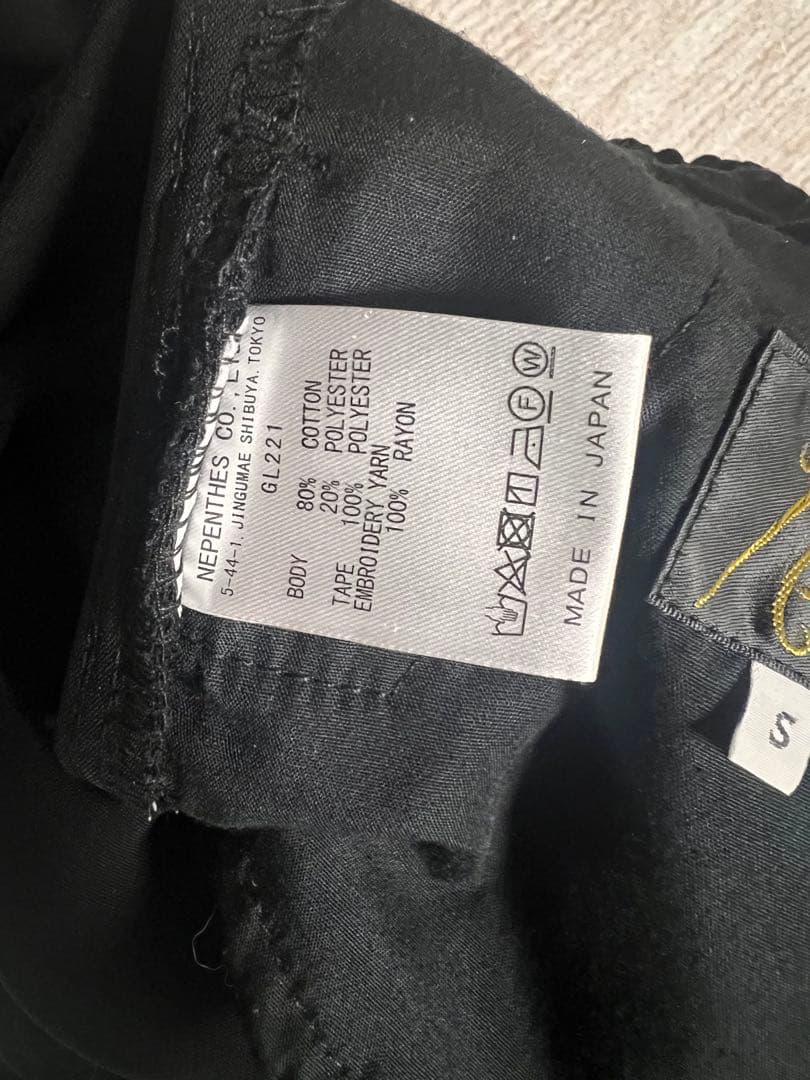 NEPENTHES CO.,
5-44-1, JINGUMAE SHIBUYA. TOKYO
GL221
BODY 80% COTTON
20% POLYESTER
TAPE 100% POLYESTER
EMBROIDERY YARN
100% RAYON
F W
MADE IN JAPAN
S